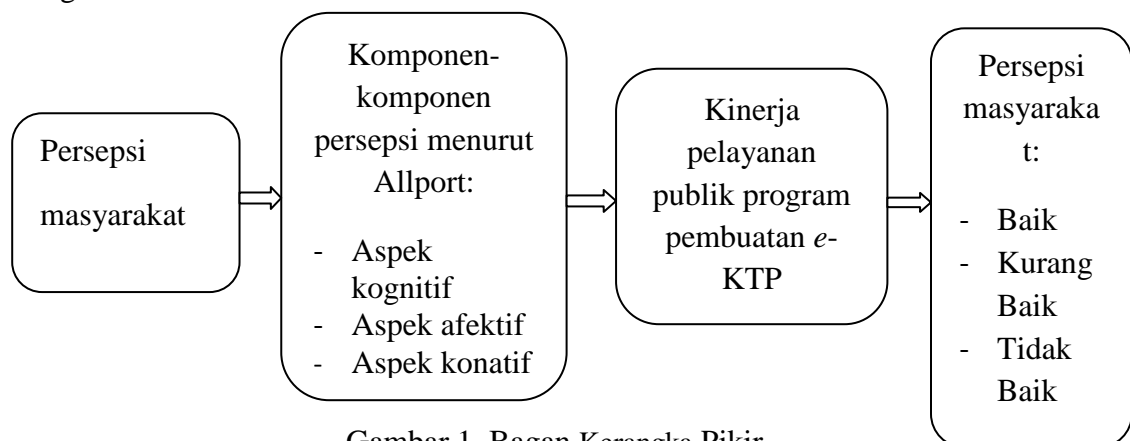 Persepsi
masyarakat
Komponen-
komponen
persepsi menurut
Allport:
- Aspek
kognitif
- Aspek afektif
- Aspek konatif
Kinerja
pelayanan
publik program
pembuatan e-
KTP
Persepsi
masyaraka
t:
- Baik
- Kurang
Baik
- Tidak
Baik
Gambar 1. Bagan Kerangka Pikir